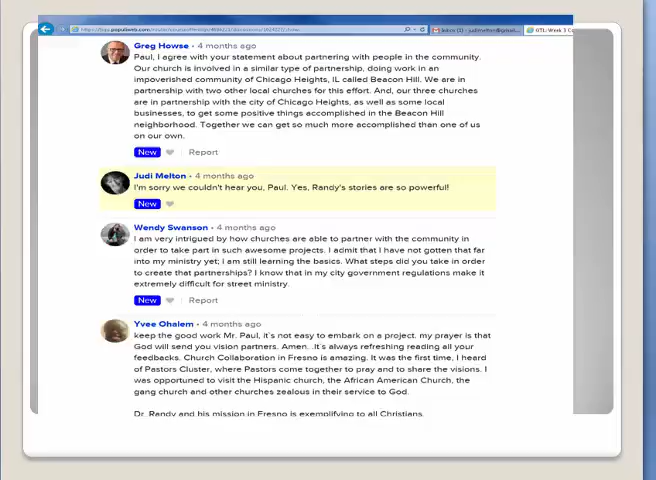 Greg Howse • 4 months ago
Paul, I agree with your statement about partnering with people in the community.
Our church is involved in a similar type of partnership, doing work in an
impoverished community of Chicago Heights, IL called Beacon Hill. We are in
partnership with two other local churches for this effort. And, our three churches
are in partnership with the city of Chicago Heights, as well as some local
businesses, to get some positive things accomplished in the Beacon Hill
neighborhood. Together we can get so much more accomplished than one of us
on our own.
New Report
Judi Melton • 4 months ago
I'm sorry we couldn't hear you, Paul. Yes, Randy's stories are so powerful!
New
Wendy Swanson • 4 months ago
I am very intrigued by how churches are able to partner with the community in
order to take part in such awesome projects. I admit that I have not gotten that far
into my ministry yet; I am still learning the basics. What steps did you take in order
to create that partnerships? I know that in my city government regulations make it
extremely difficult for street ministry.
New Report
Yvee Ohalem • 4 months ago
keep the good work Mr. Paul, it's not easy to embark on a project. my prayer is that
God will send you vision partners. Amen. .It's always refreshing reading all your
feedbacks. Church Collaboration in Fresno is amazing. It was the first time, I heard
of Pastors Cluster, where Pastors come together to pray and to share the visions. I
was opportuned to visit the Hispanic church, the African American Church, the
gang church and other churches zealous in their service to God.
Dr. Randy and his mission in Fresno is exemplifying to all Christians.